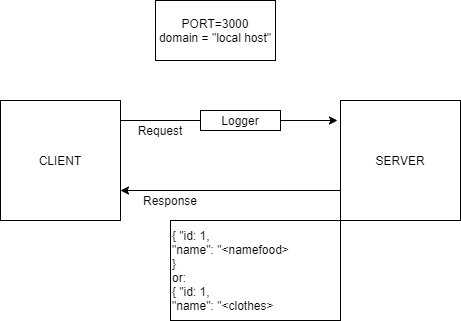 PORT=3000
domain = "local host"
Logger
Request
CLIENT
SERVER
Response
{ "id: 1,
"name": "<namefood>
}
or:
{ "id: 1,
"name": "<clothes>